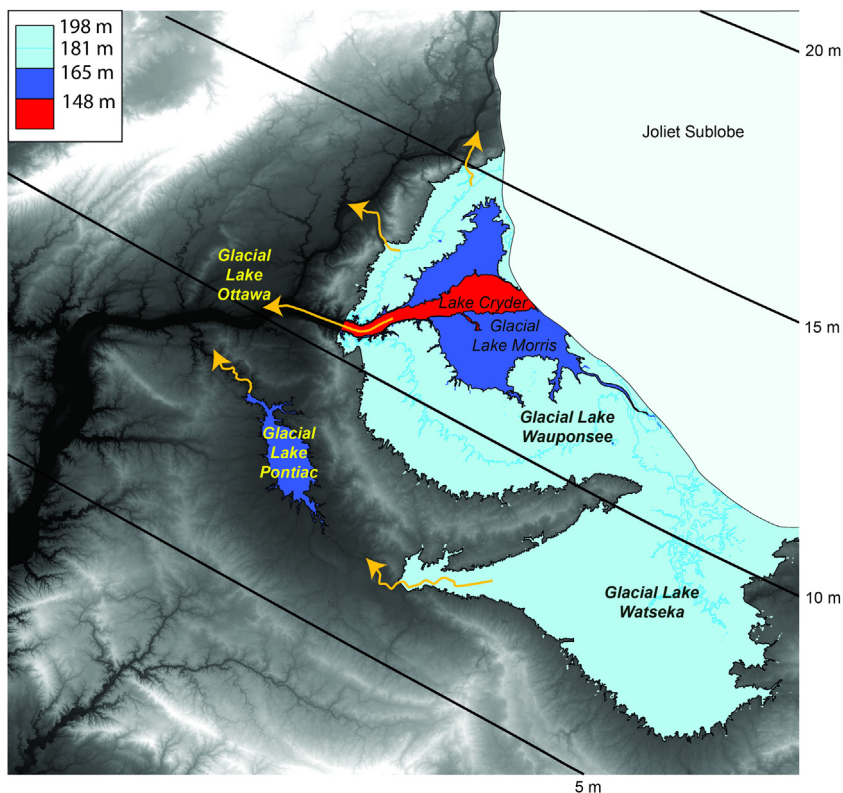 198 m
181 m
165 m
148 m
20 m
Joliet Sublobe
Glacial
Lake
Ottawa
Lake Cryder
Glacial
Lake Morris
15 m
Glacial Lake
Wauponsee
Glacial
Lake
Pontiac
Glacial Lake
Watseka
10 m
5 m